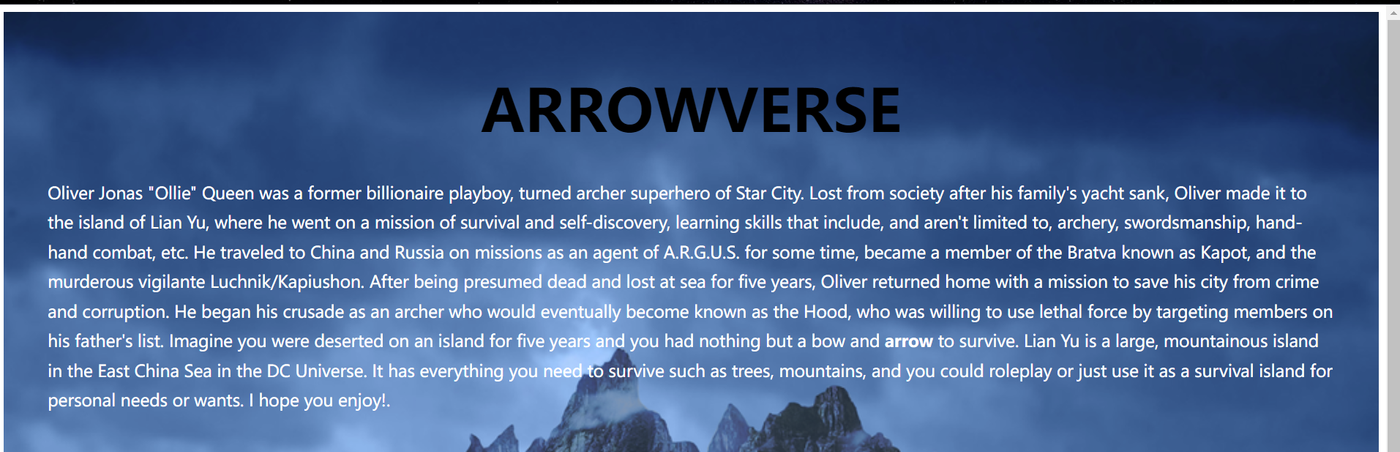 ARROWVERSE
Oliver Jonas "Ollie" Queen was a former billionaire playboy, turned archer superhero of Star City. Lost from society after his family's yacht sank, Oliver made it to
the island of Lian Yu, where he went on a mission of survival and self-discovery, learning skills that include, and aren't limited to, archery, swordsmanship, hand-
hand combat, etc. He traveled to China and Russia on missions as an agent of A.R.G.U.S. for some time, became a member of the Bratva known as Kapot, and the
murderous vigilante Luchnik/Kapiushon. After being presumed dead and lost at sea for five years, Oliver returned home with a mission to save his city from crime
and corruption. He began his crusade as an archer who would eventually become known as the Hood, who was willing to use lethal force by targeting members on
his father's list. Imagine you were deserted on an island for five years and you had nothing but a bow and arrow to survive. Lian Yu is a large, mountainous island
in the East China Sea in the DC Universe. It has everything you need to survive such as trees, mountains, and you could roleplay or just use it as a survival island for
personal needs or wants. I hope you enjoy!.